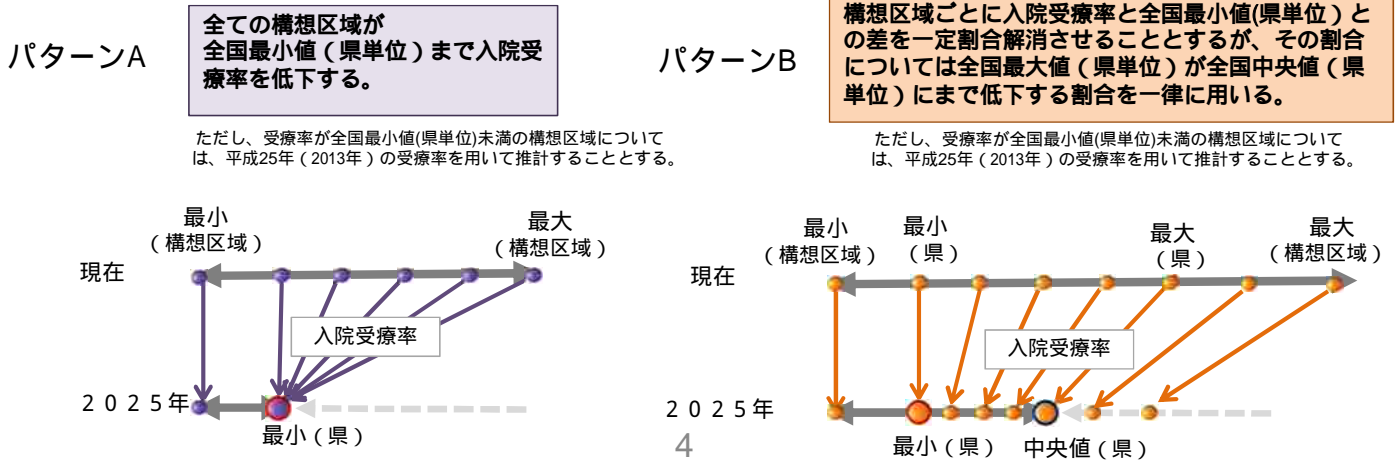 パターンA
全ての構想区域が
全国最小値（県単位）まで入院受
療率を低下する。
ただし、受療率が全国最小値(県単位)未満の構想区域について
は、平成25年（2013年）の受療率を用いて推計することとする。
最小
（構想区域）
最大
（構想区域）
現在
入院受療率
２０２５年
最小（県）
パターンB
構想区域ごとに入院受療率と全国最小値(県単位）と
の差を一定割合解消させることとするが、その割合
については全国最大値（県単位）が全国中央値（県
単位）にまで低下する割合を一律に用いる。
ただし、受療率が全国最小値(県単位)未満の構想区域について
は、平成25年（2013年）の受療率を用いて推計することとする。
最小
（構想区域）
最小
（県）
最大
（県）
最大
（構想区域）
現在
入院受療率
２０２５年
最小（県）
中央値（県）
4